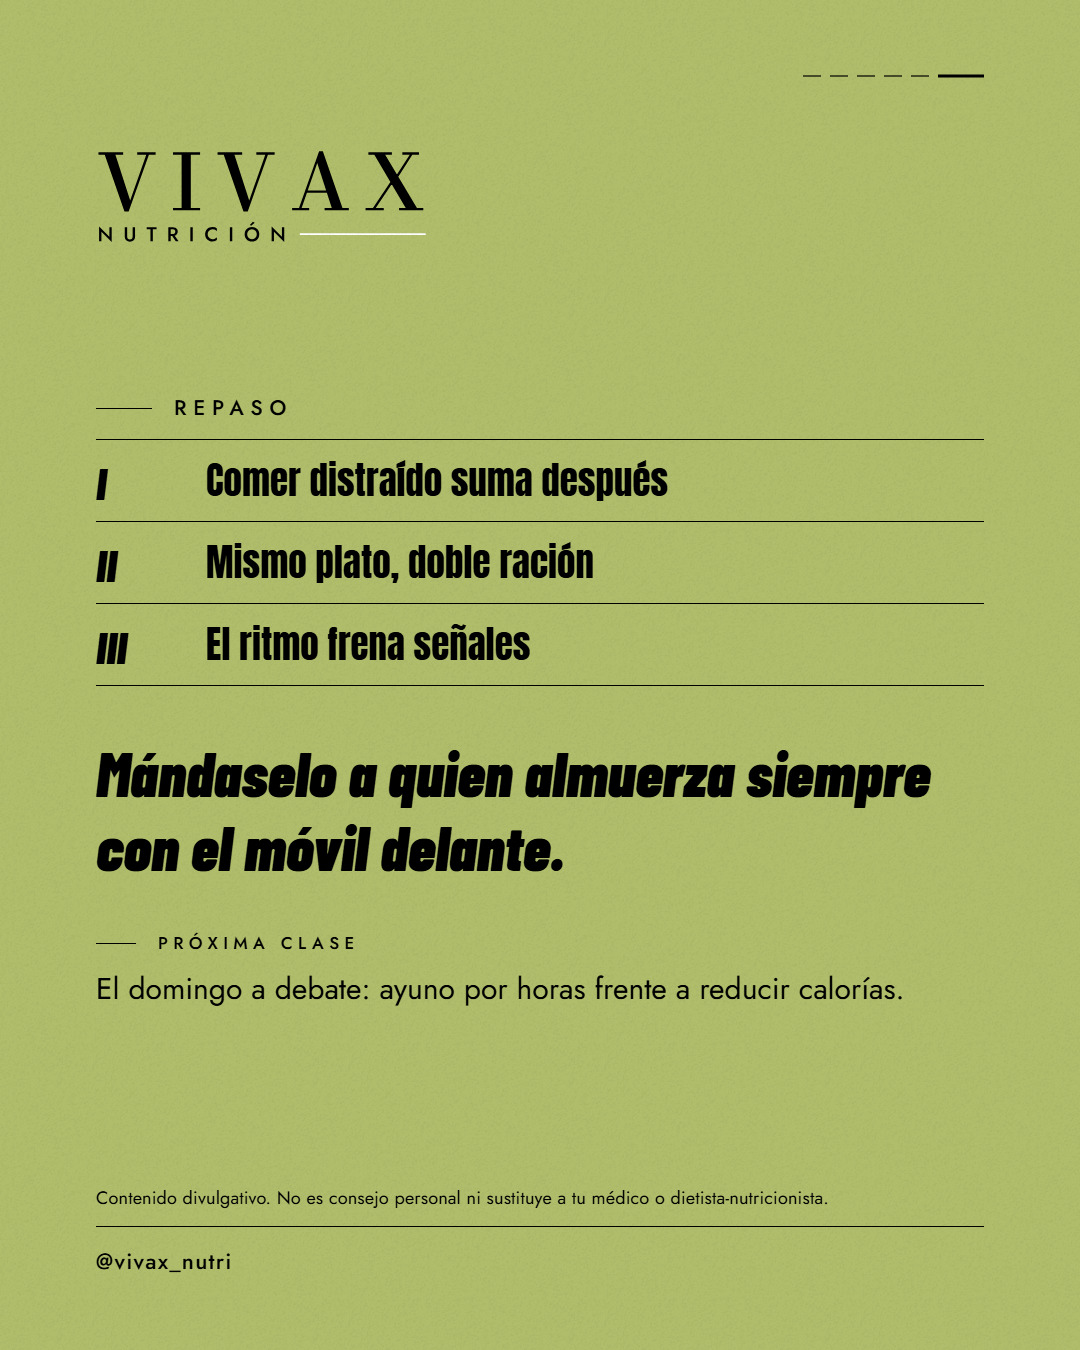 VIVAX
NUTRICIÓN
REPASO
I Comer distraído suma después
II Mismo plato, doble ración
III El ritmo frena señales
Mándaselo a quien almuerza siempre
con el móvil delante.
PRÓXIMA CLASE
El domingo a debate: ayuno por horas frente a reducir calorías.
Contenido divulgativo. No es consejo personal ni sustituye a tu médico o dietista-nutricionista.
@vivax_nutri